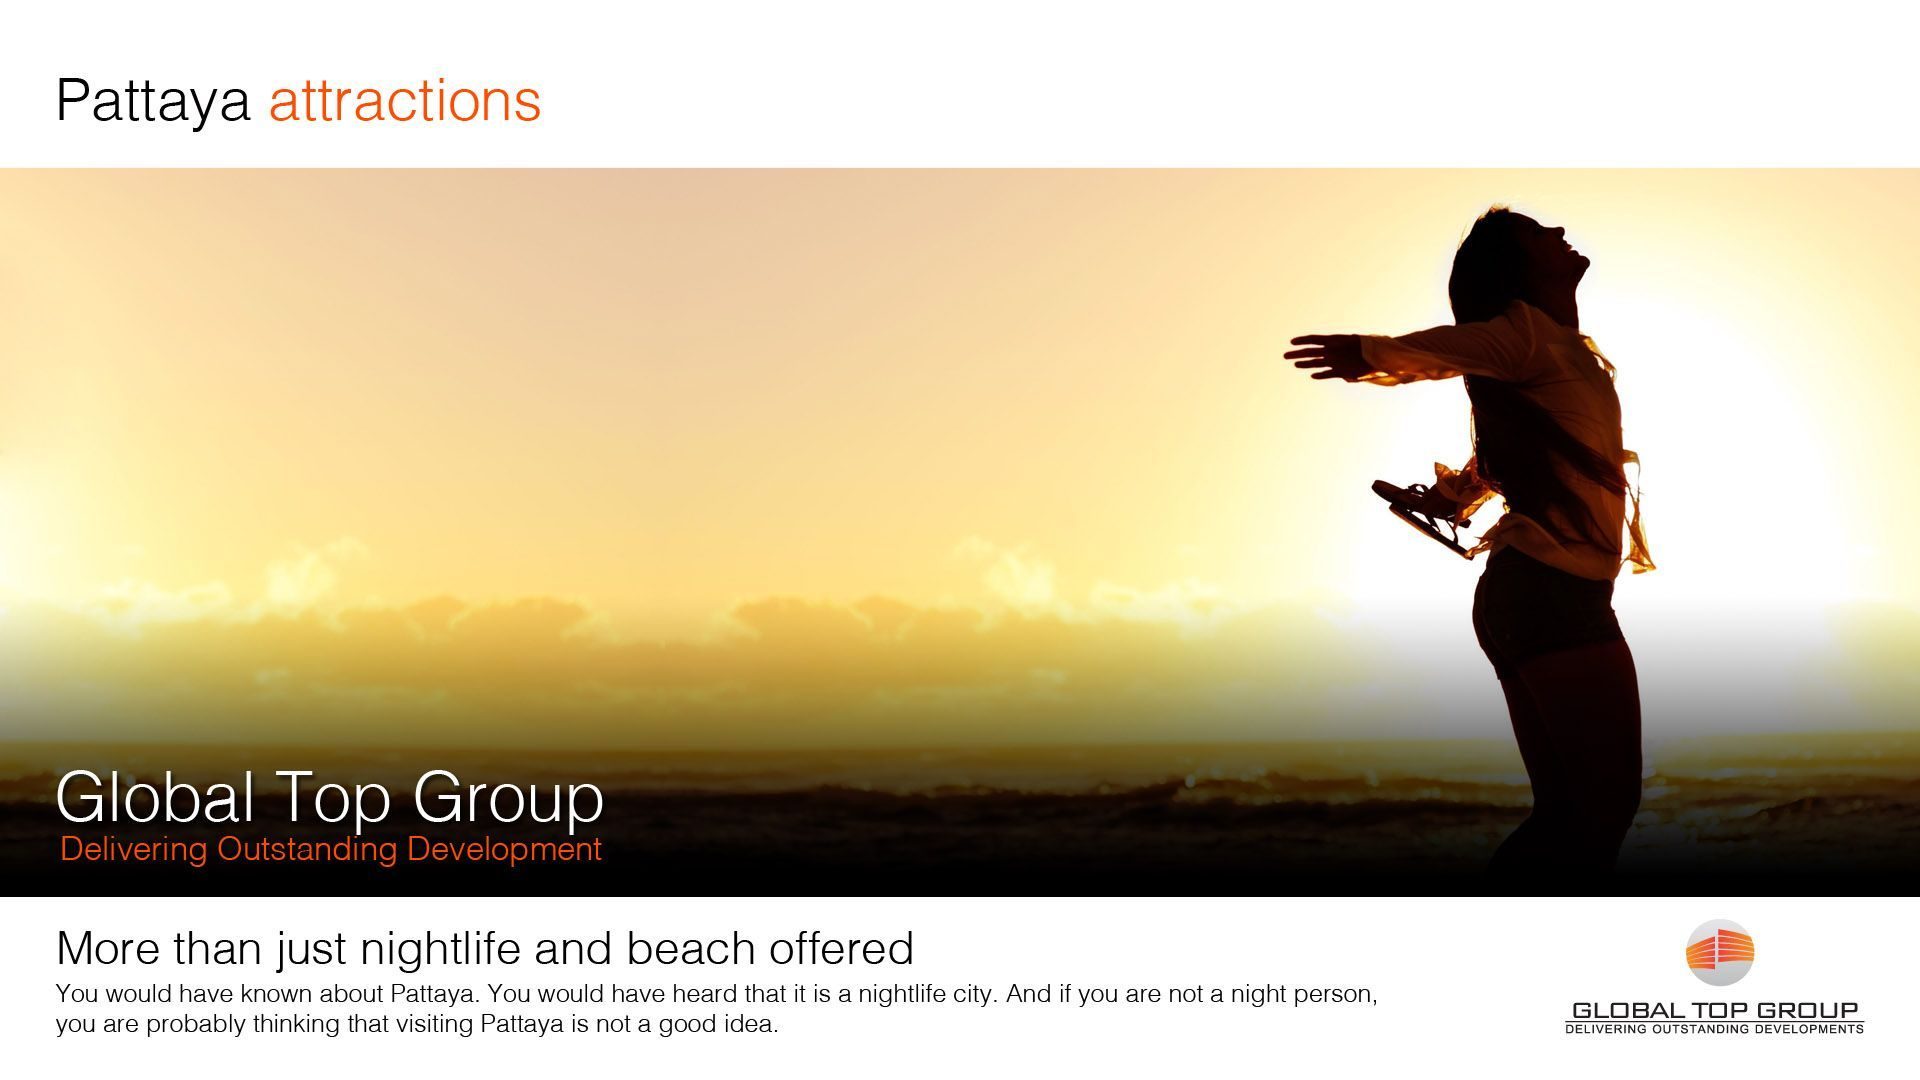 Pattaya attractions
Global Top Group
Delivering Outstanding Development
More than just nightlife and beach offered
You would have known about Pattaya. You would have heard that it is a nightlife city. And if you are not a night person,
you are probably thinking that visiting Pattaya is not a good idea.
GLOBAL TOP GROUP
DELIVERING OUTSTANDING DEVELOPMENTS